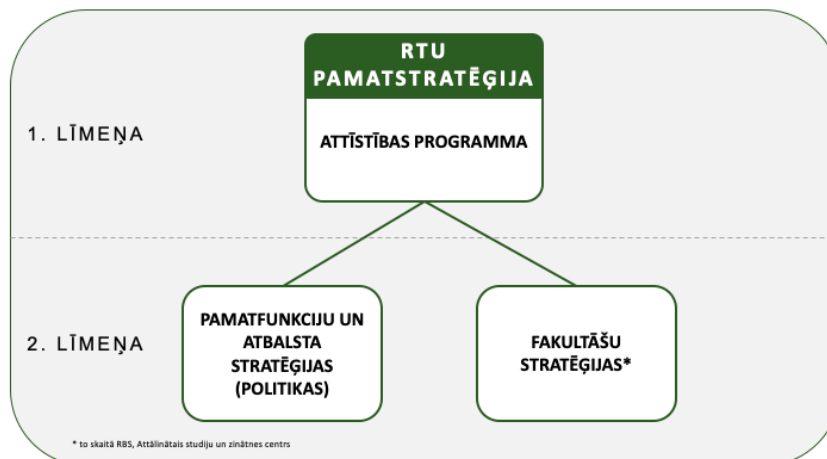 RTU
PAMATSTRATĒĢIJA
1. LĪMEŅA
ATTĪSTĪBAS PROGRAMMA
2. LĪMEŅA
PAMATFUNKCIJU UN
ATBALSTA
STRATĒĢIJAS
(POLITIKAS)
FAKULTĀŠU
STRATĒĢIJAS*
* to skaitā RBS, Attālinātais studiju un zinātnes centrs